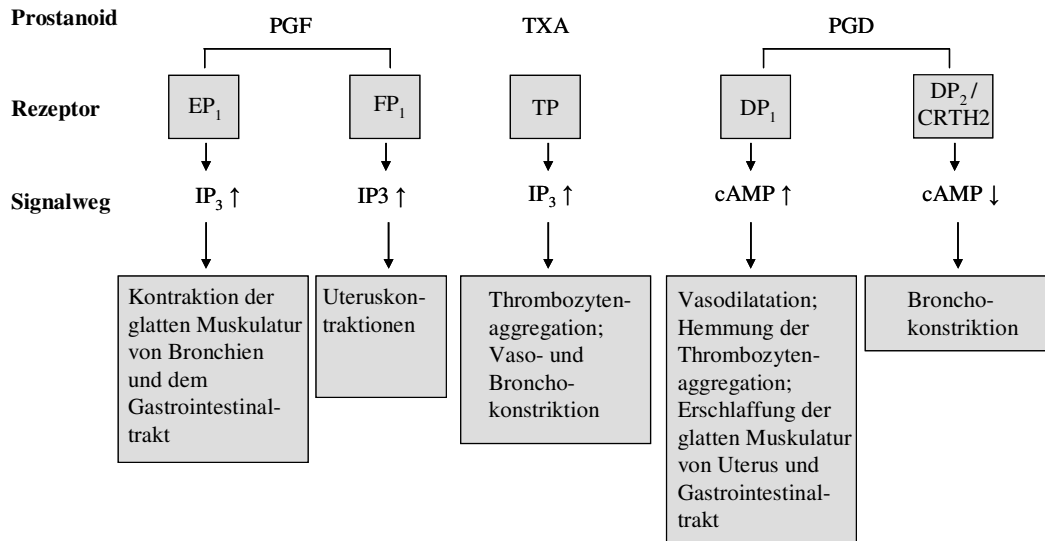 Prostanoid PGF TXA PGD
Rezeptor EP₁ FP₁ TP DP₁ DP₂ /
CRTH2
Signalweg IP₃ ↑ IP3 ↑ IP₃ ↑ cAMP ↑ cAMP ↓
Kontraktion der
glatten Muskulatur
von Bronchien
und dem
Gastrointestinal-
trakt
Uteruskon-
traktionen
Thrombozyten-
aggregation;
Vaso- und
Broncho-
konstriktion
Vasodilatation;
Hemmung der
Thrombozyten-
aggregation;
Erschlaffung der
glatten Muskulatur
von Uterus und
Gastrointestinal-
trakt
Broncho-
konstriktion